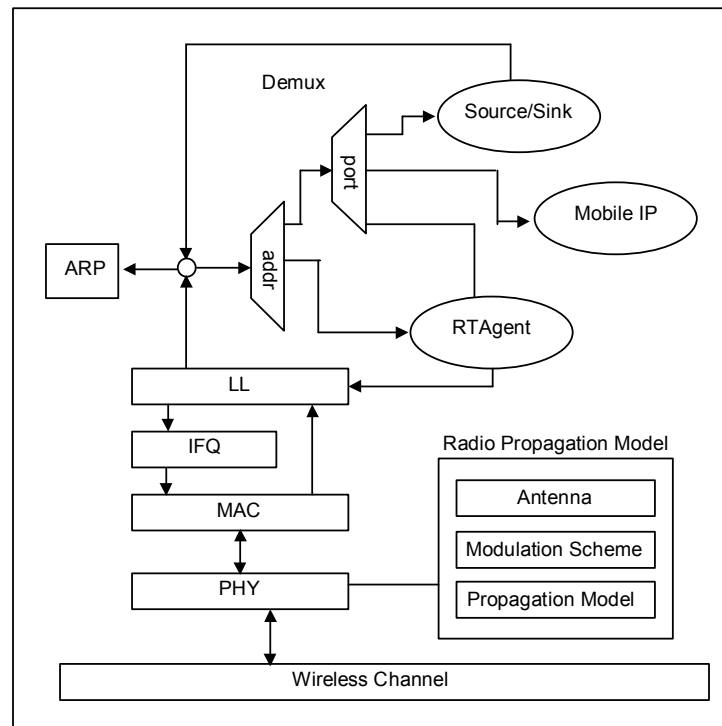 Demux
Source/Sink
port
Mobile IP
addr
ARP
RTAgent
LL
IFQ
Radio Propagation Model
Antenna
MAC
Modulation Scheme
PHY
Propagation Model
Wireless Channel